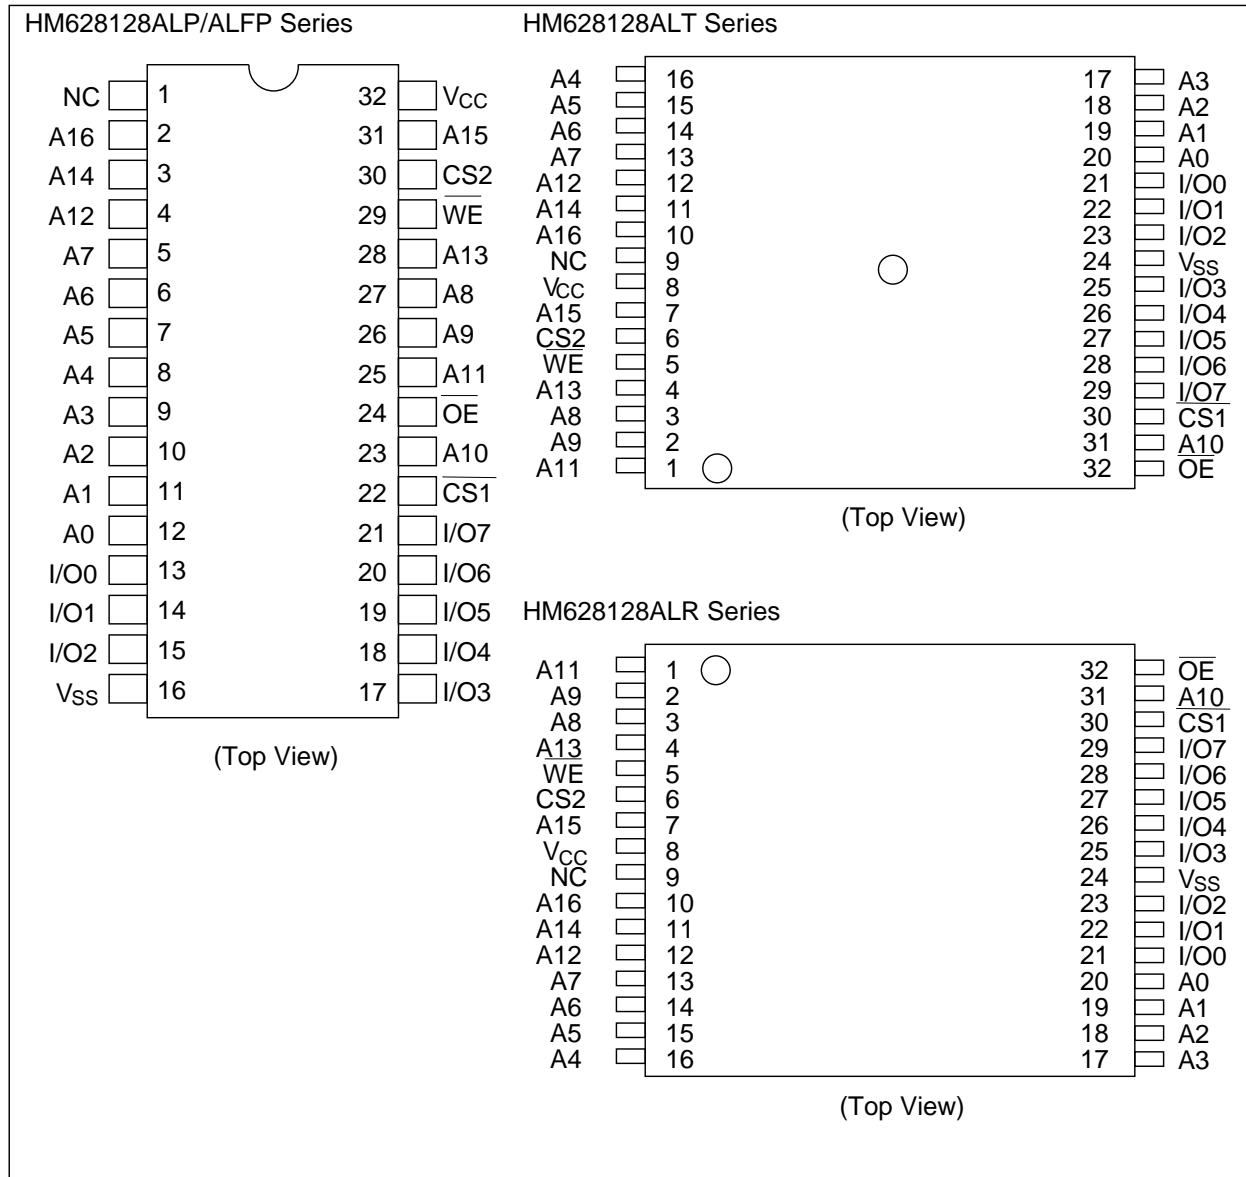 HM628128ALP/ALFP Series
NC 1 32 VCC
A16 2 31 A15
A14 3 30 CS2
A12 4 29 W̅E̅
A7 5 28 A13
A6 6 27 A8
A5 7 26 A9
A4 8 25 A11
A3 9 24 O̅E̅
A2 10 23 A10
A1 11 22 C̅S̅1̅
A0 12 21 I/O7
I/O0 13 20 I/O6
I/O1 14 19 I/O5
I/O2 15 18 I/O4
VSS 16 17 I/O3
(Top View)
HM628128ALT Series
A4 16 17 A3
A5 15 18 A2
A6 14 19 A1
A7 13 20 A0
A12 12 21 I/O0
A14 11 22 I/O1
A16 10 23 I/O2
NC 9 24 VSS
VCC 8 25 I/O3
A15 7 26 I/O4
CS2 6 27 I/O5
W̅E̅ 5 28 I/O6
A13 4 29 I/O7
A8 3 30 C̅S̅1̅
A9 2 31 A10
A11 1 32 O̅E̅
(Top View)
HM628128ALR Series
A11 1 32 O̅E̅
A9 2 31 A10
A8 3 30 C̅S̅1̅
A13 4 29 I/O7
W̅E̅ 5 28 I/O6
CS2 6 27 I/O5
A15 7 26 I/O4
VCC 8 25 I/O3
NC 9 24 VSS
A16 10 23 I/O2
A14 11 22 I/O1
A12 12 21 I/O0
A7 13 20 A0
A6 14 19 A1
A5 15 18 A2
A4 16 17 A3
(Top View)